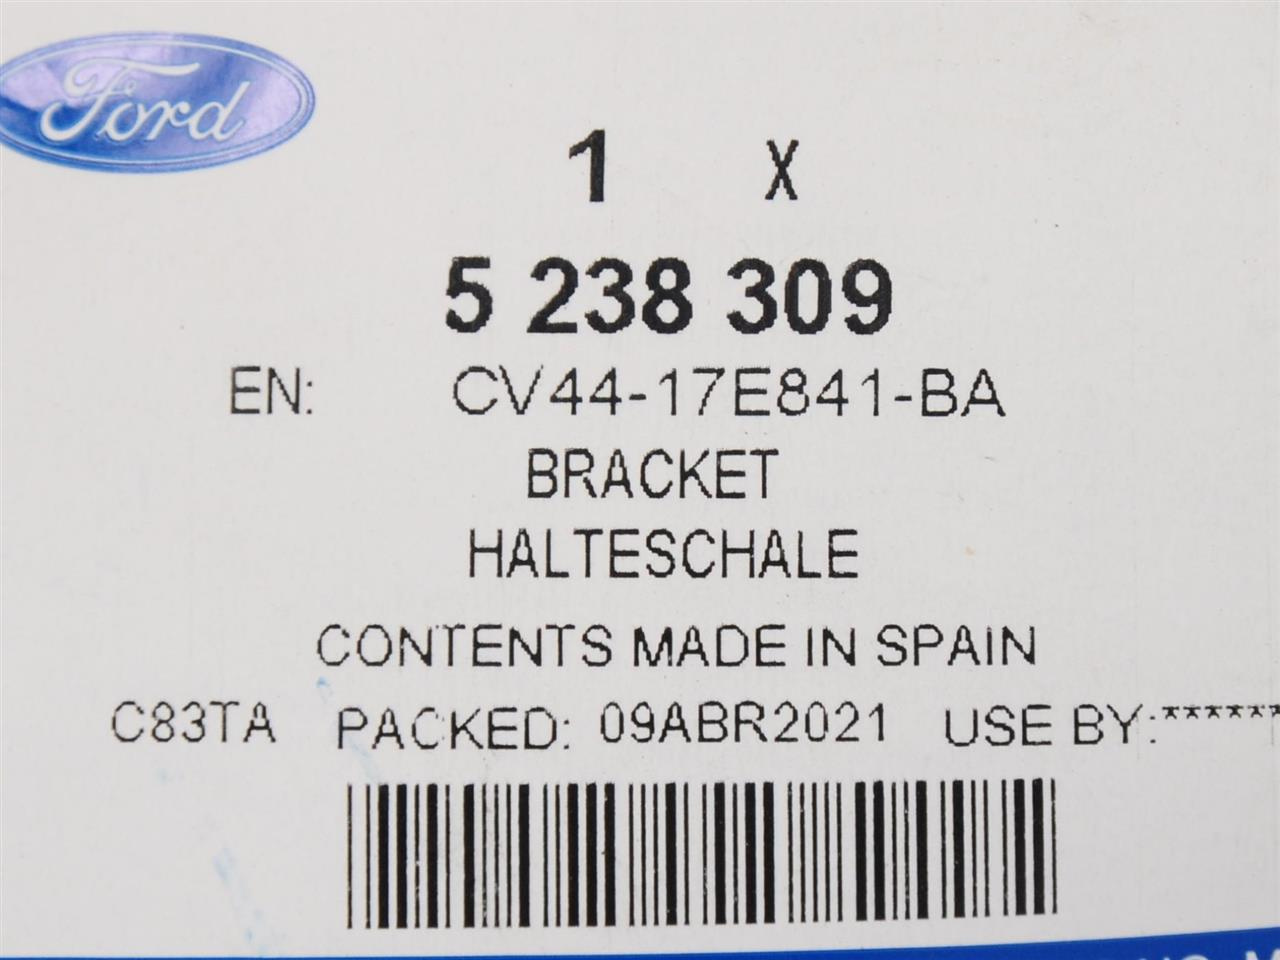 Ford
1 X
5 238 309
EN: CV44-17E841-BA
BRACKET
HALTESCHALE
CONTENTS MADE IN SPAIN
C83TA PACKED: 09ABR2021 USE BY:******